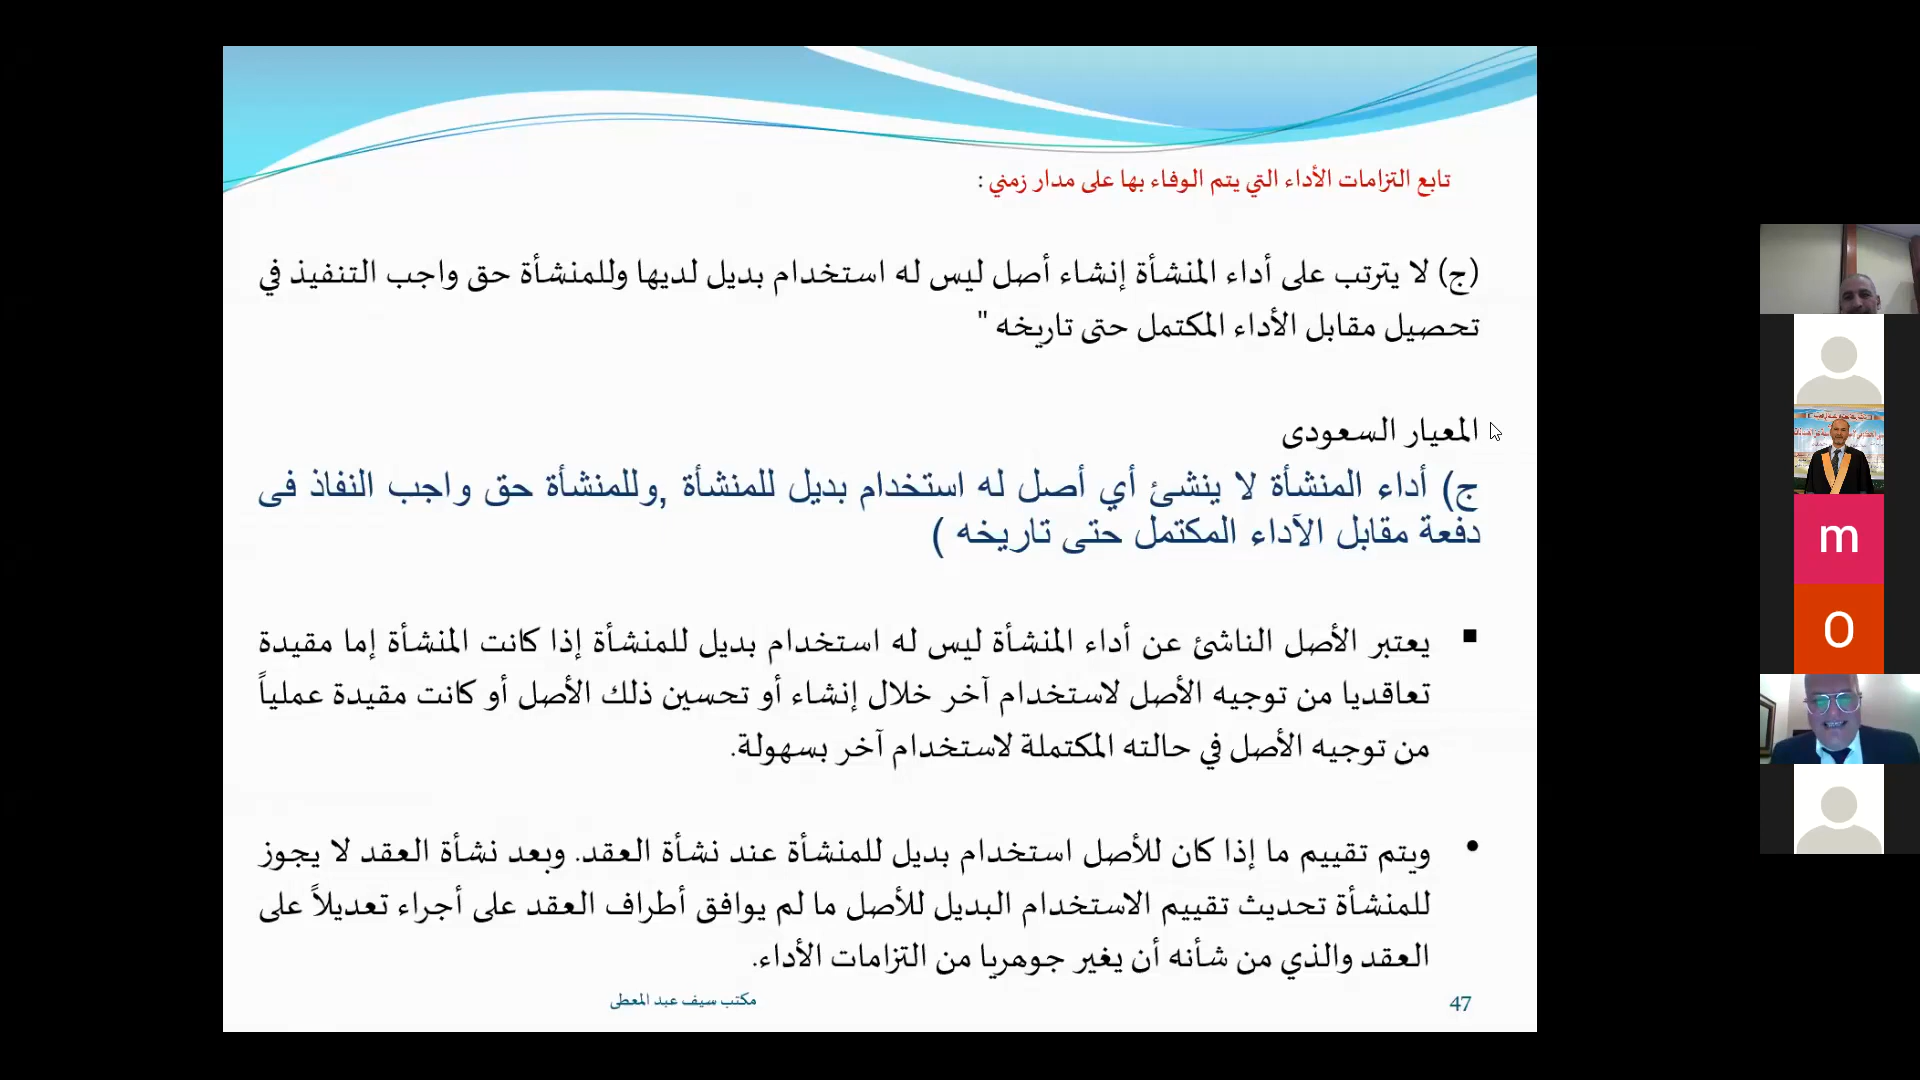 تابع التزامات الأداء التي يتم الوفاء بها على مدار زمني :
(ج) لا يترتب على أداء المنشأة إنشاء أصل ليس له استخدام بديل لديها وللمنشأة حق واجب التنفيذ في
تحصيل مقابل الأداء المكتمل حتى تاريخه "
المعيار السعودى
ج) أداء المنشأة لا ينشئ أي أصل له استخدام بديل للمنشأة ,وللمنشأة حق واجب النفاذ فى
دفعة مقابل الآداء المكتمل حتى تاريخه )
■ يعتبر الأصل الناشئ عن أداء المنشأة ليس له استخدام بديل للمنشأة إذا كانت المنشأة إما مقيدة
تعاقديا من توجيه الأصل لاستخدام آخر خلال إنشاء أو تحسين ذلك الأصل أو كانت مقيدة عملياً
من توجيه الأصل في حالته المكتملة لاستخدام آخر بسهولة.
• ويتم تقييم ما إذا كان للأصل استخدام بديل للمنشأة عند نشأة العقد. وبعد نشأة العقد لا يجوز
للمنشأة تحديث تقييم الاستخدام البديل للأصل ما لم يوافق أطراف العقد على أجراء تعديلاً على
العقد والذي من شأنه أن يغير جوهريا من التزامات الأداء.
مكتب سيف عبد المعطى
47
m
O